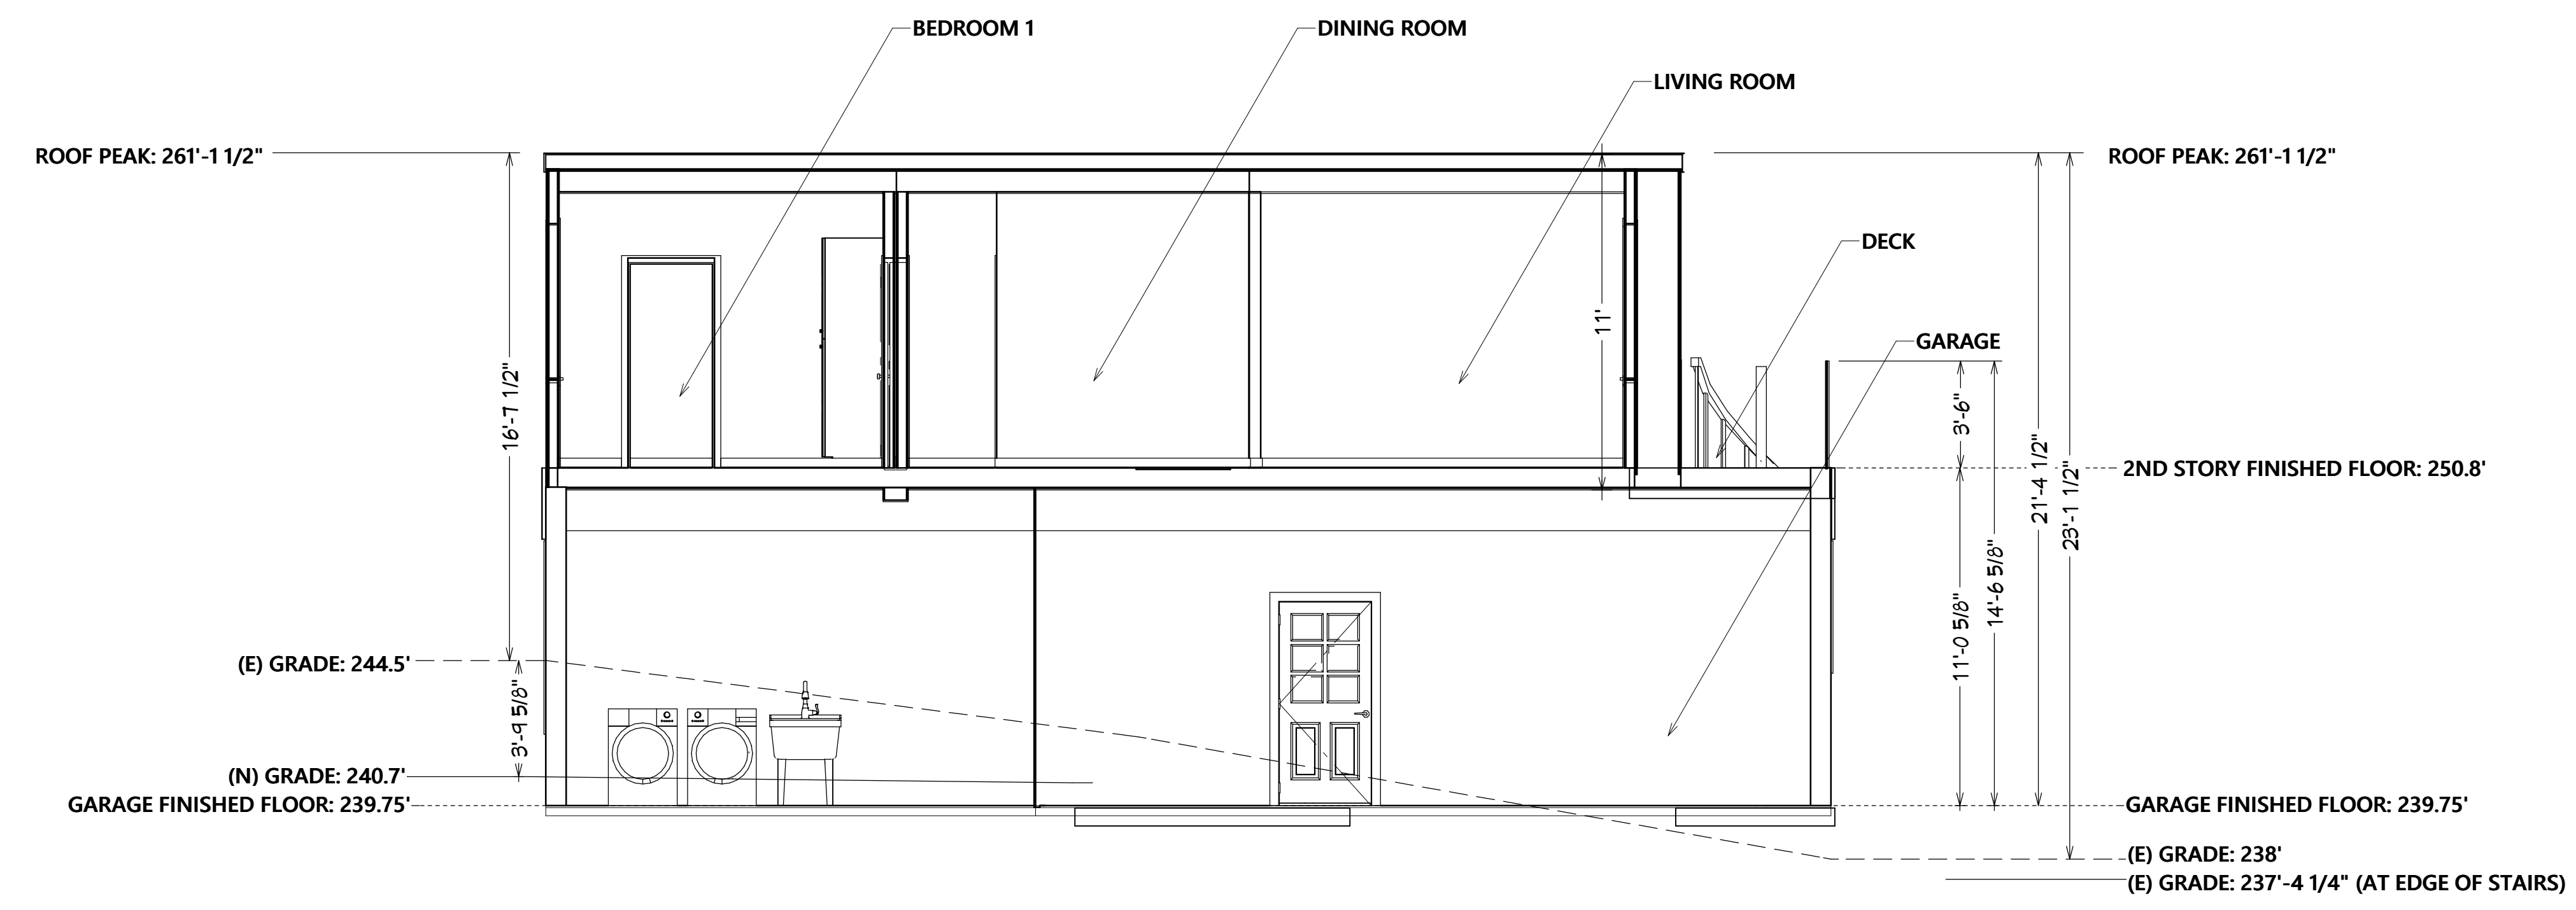 BEDROOM 1
DINING ROOM
LIVING ROOM
ROOF PEAK: 261'-1 1/2"
ROOF PEAK: 261'-1 1/2"
DECK
11'
GARAGE
16'-7 1/2"
3'-6"
21'-4 1/2"
23'-1 1/2"
2ND STORY FINISHED FLOOR: 250.8'
14'-6 5/8"
11'-0 5/8"
(E) GRADE: 244.5'
3'-9 5/8"
(N) GRADE: 240.7'
GARAGE FINISHED FLOOR: 239.75'
GARAGE FINISHED FLOOR: 239.75'
(E) GRADE: 238'
(E) GRADE: 237'-4 1/4" (AT EDGE OF STAIRS)